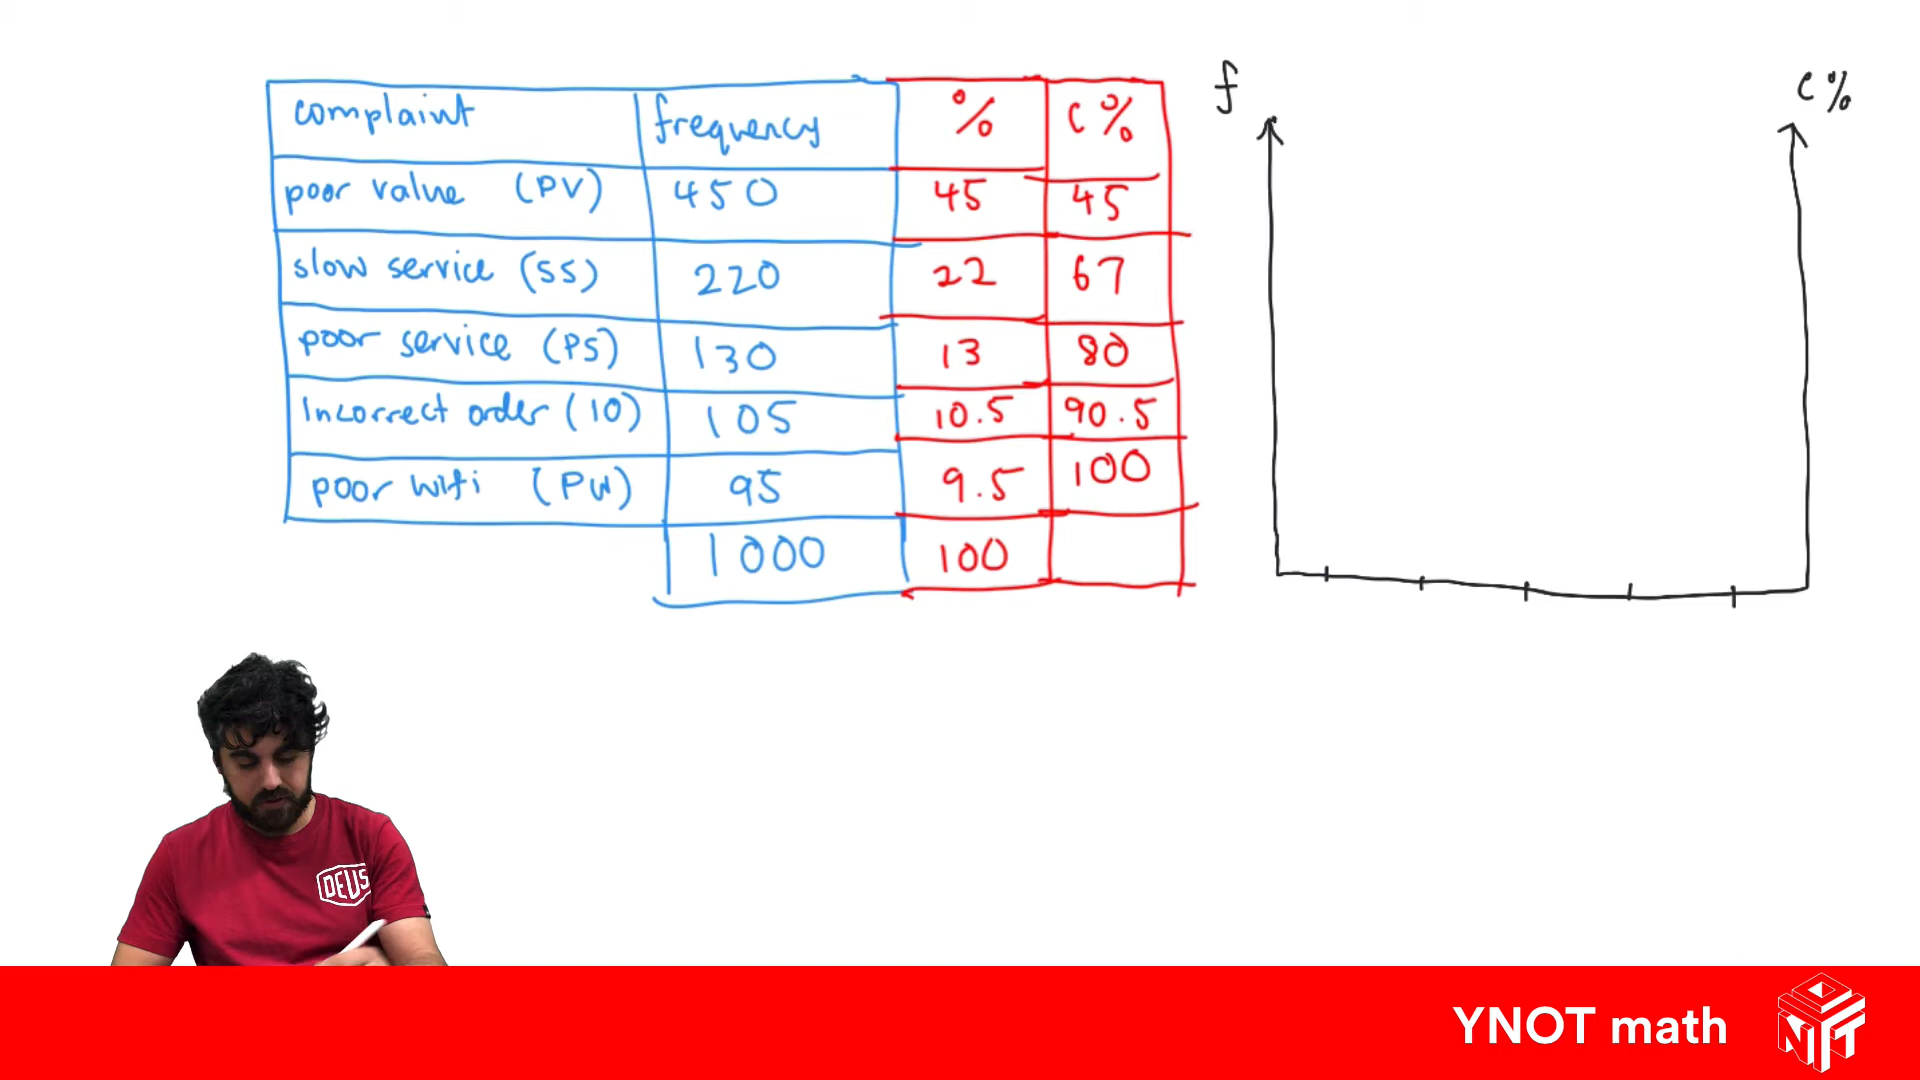 complaint frequency % c%
poor value (PV) 450 45 45
slow service (SS) 220 22 67
poor service (PS) 130 13 80
Incorrect order (IO) 105 10.5 90.5
poor wifi (PW) 95 9.5 100
1000 100
f
c%
DEUS
YNOT math
YNOT